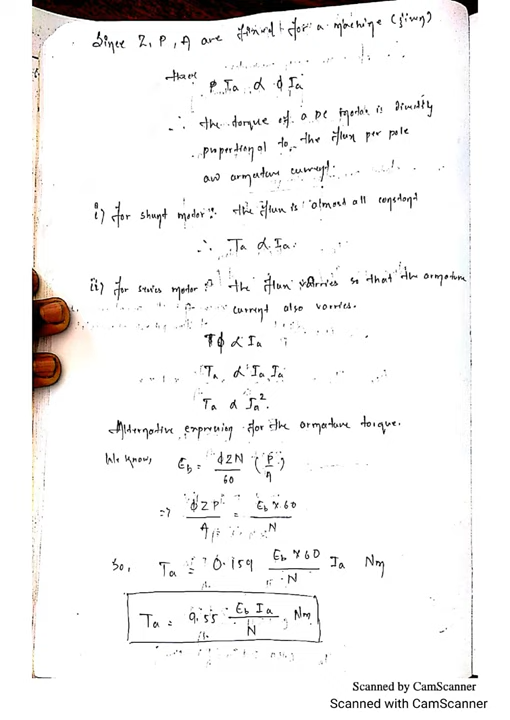 Since Z, P, A are fixed for a machine (given)
then
Ta α ϕ Ia
∴ the torque of a DC motor is directly
proportional to the flux per pole
and armature current.
i) for shunt motor :- the flux is almost all constant
∴ Ta α Ia.
ii) for series motor :- the flux varries so that the armature
current also varries.
ϕ α Ia
Ta α Ia Ia
Ta α Ia².
Alternative expression for the armature torque.
We know,
Eb = ϕZN/60 (P/A)
⇒ ϕZP/A = Eb × 60/N
So, Ta = 0.159 Eb × 60/N Ia Nm
Ta = 9.55 Eb Ia/N Nm
Scanned by CamScanner
Scanned with CamScanner